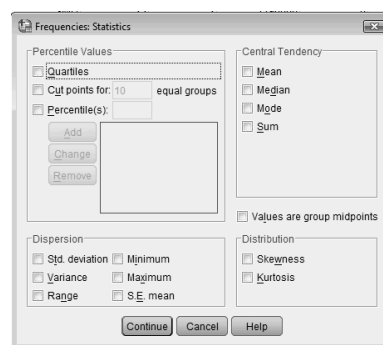 Frequencies: Statistics
Percentile Values
Quartiles
Cut points for: 10 equal groups
Percentile(s):
Add
Change
Remove
Central Tendency
Mean
Median
Mode
Sum
Values are group midpoints
Dispersion
Std. deviation Minimum
Variance Maximum
Range S.E. mean
Distribution
Skewness
Kurtosis
Continue Cancel Help